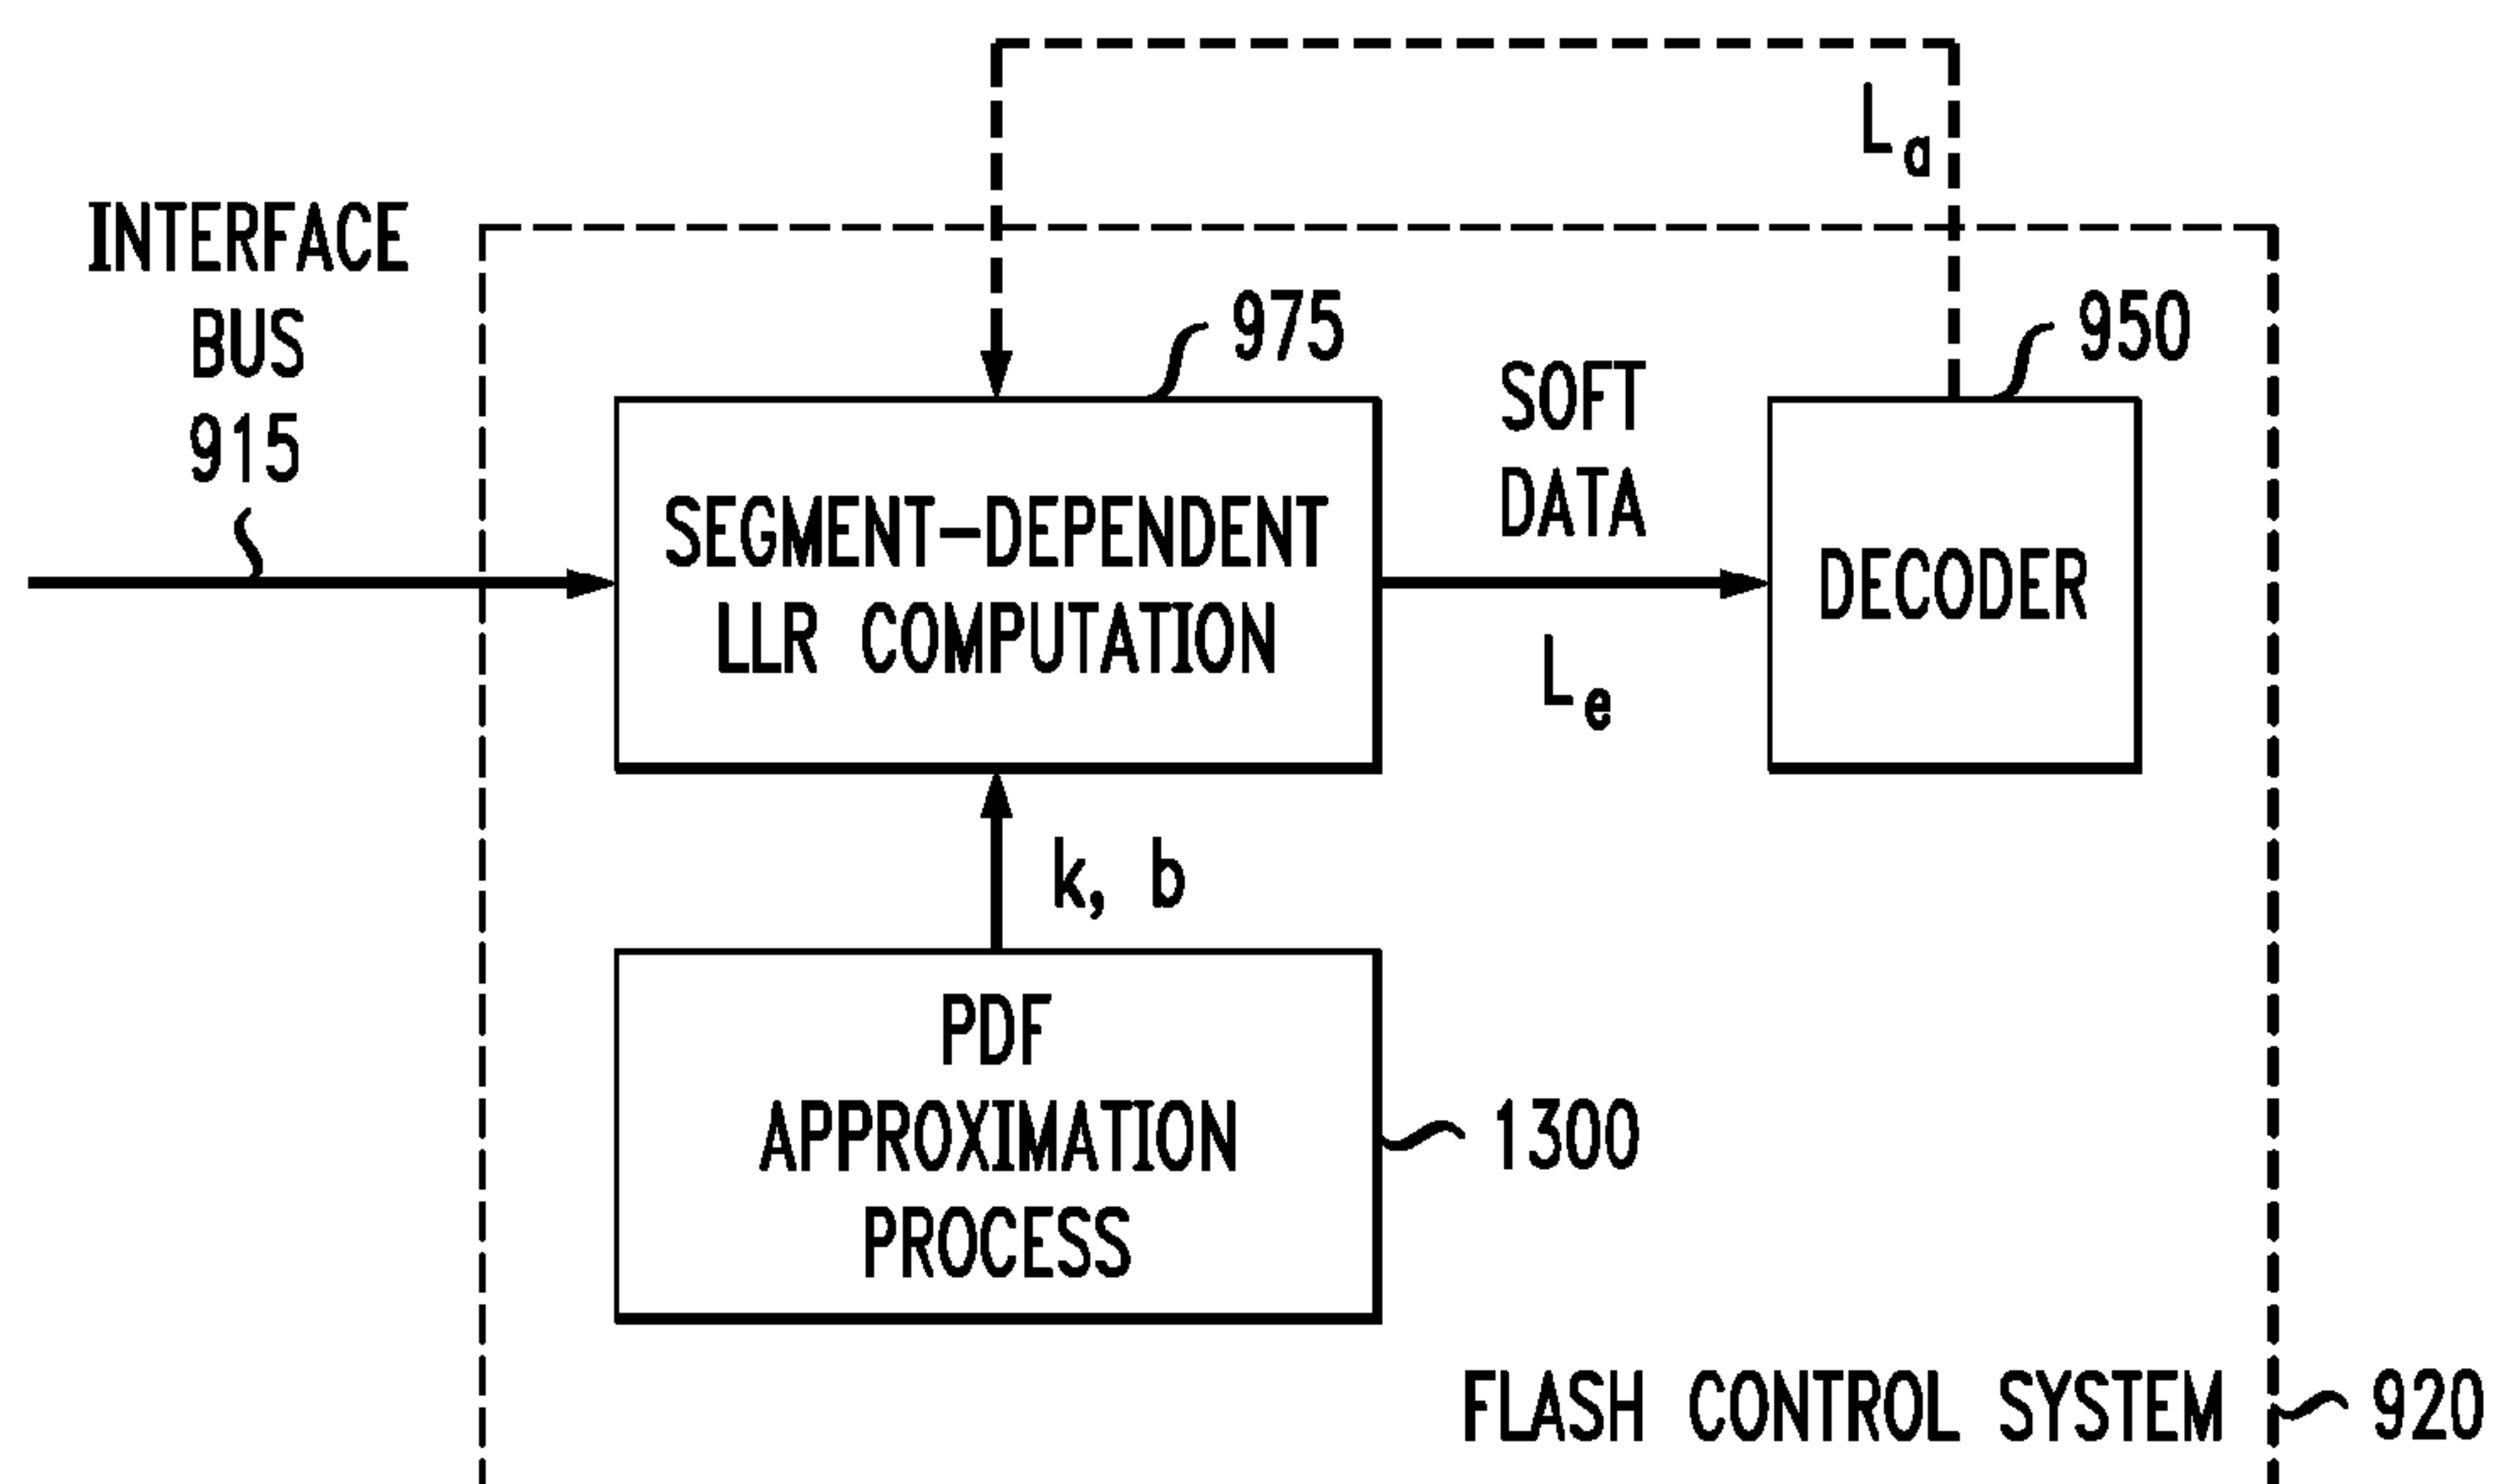 La
INTERFACE
BUS
915
975
950
SOFT
DATA
SEGMENT-DEPENDENT
LLR COMPUTATION
DECODER
Le
k, b
PDF
APPROXIMATION
PROCESS
1300
FLASH CONTROL SYSTEM
920